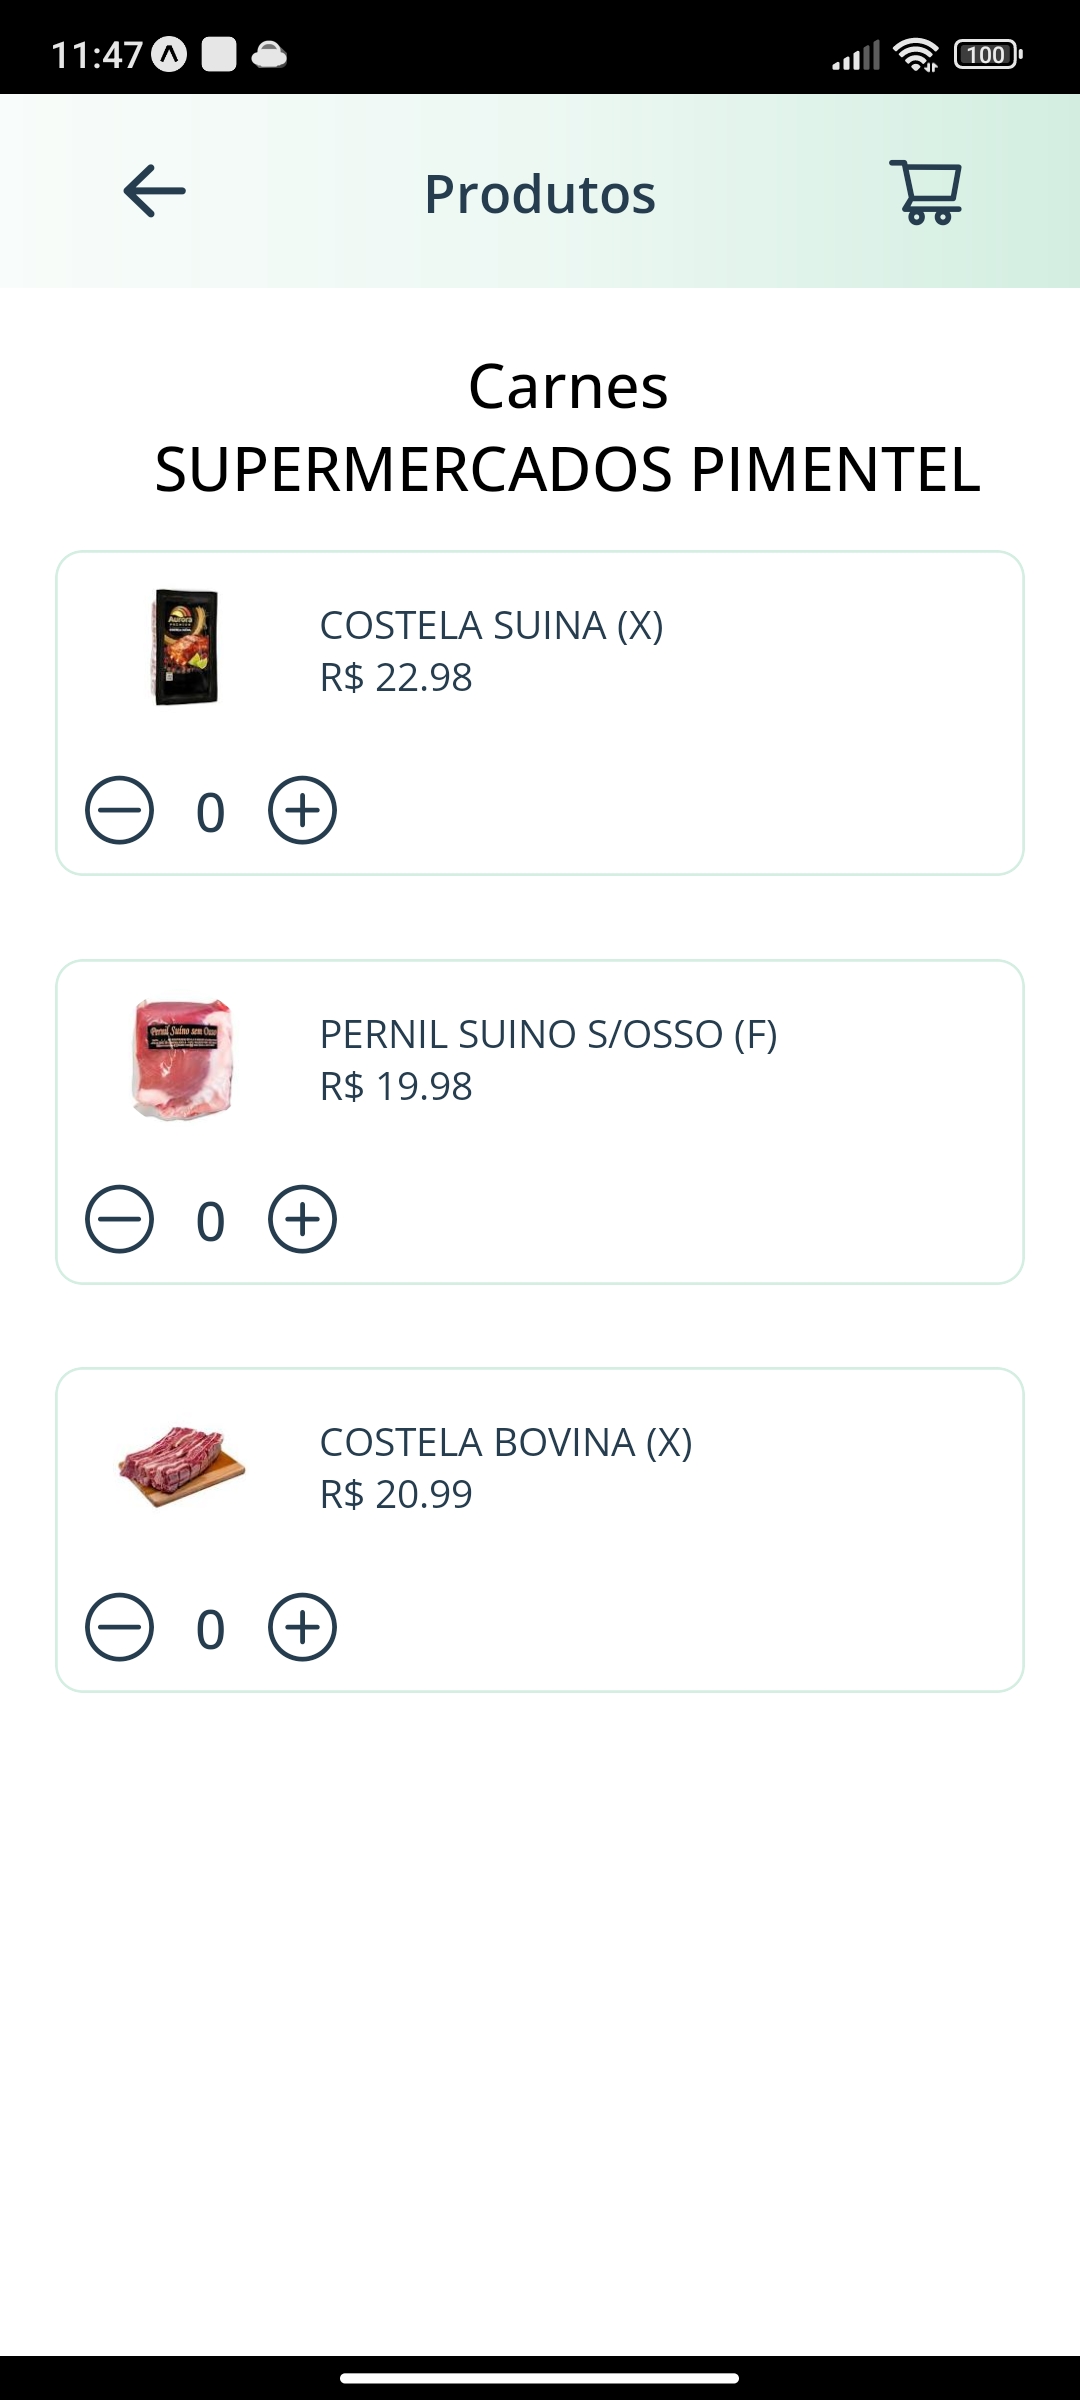 11:47
100
Produtos
Carnes
SUPERMERCADOS PIMENTEL
Aurora
COSTELA SUINA (X)
R$ 22.98
0
Pernil Suíno sem Osso
PERNIL SUINO S/OSSO (F)
R$ 19.98
0
COSTELA BOVINA (X)
R$ 20.99
0